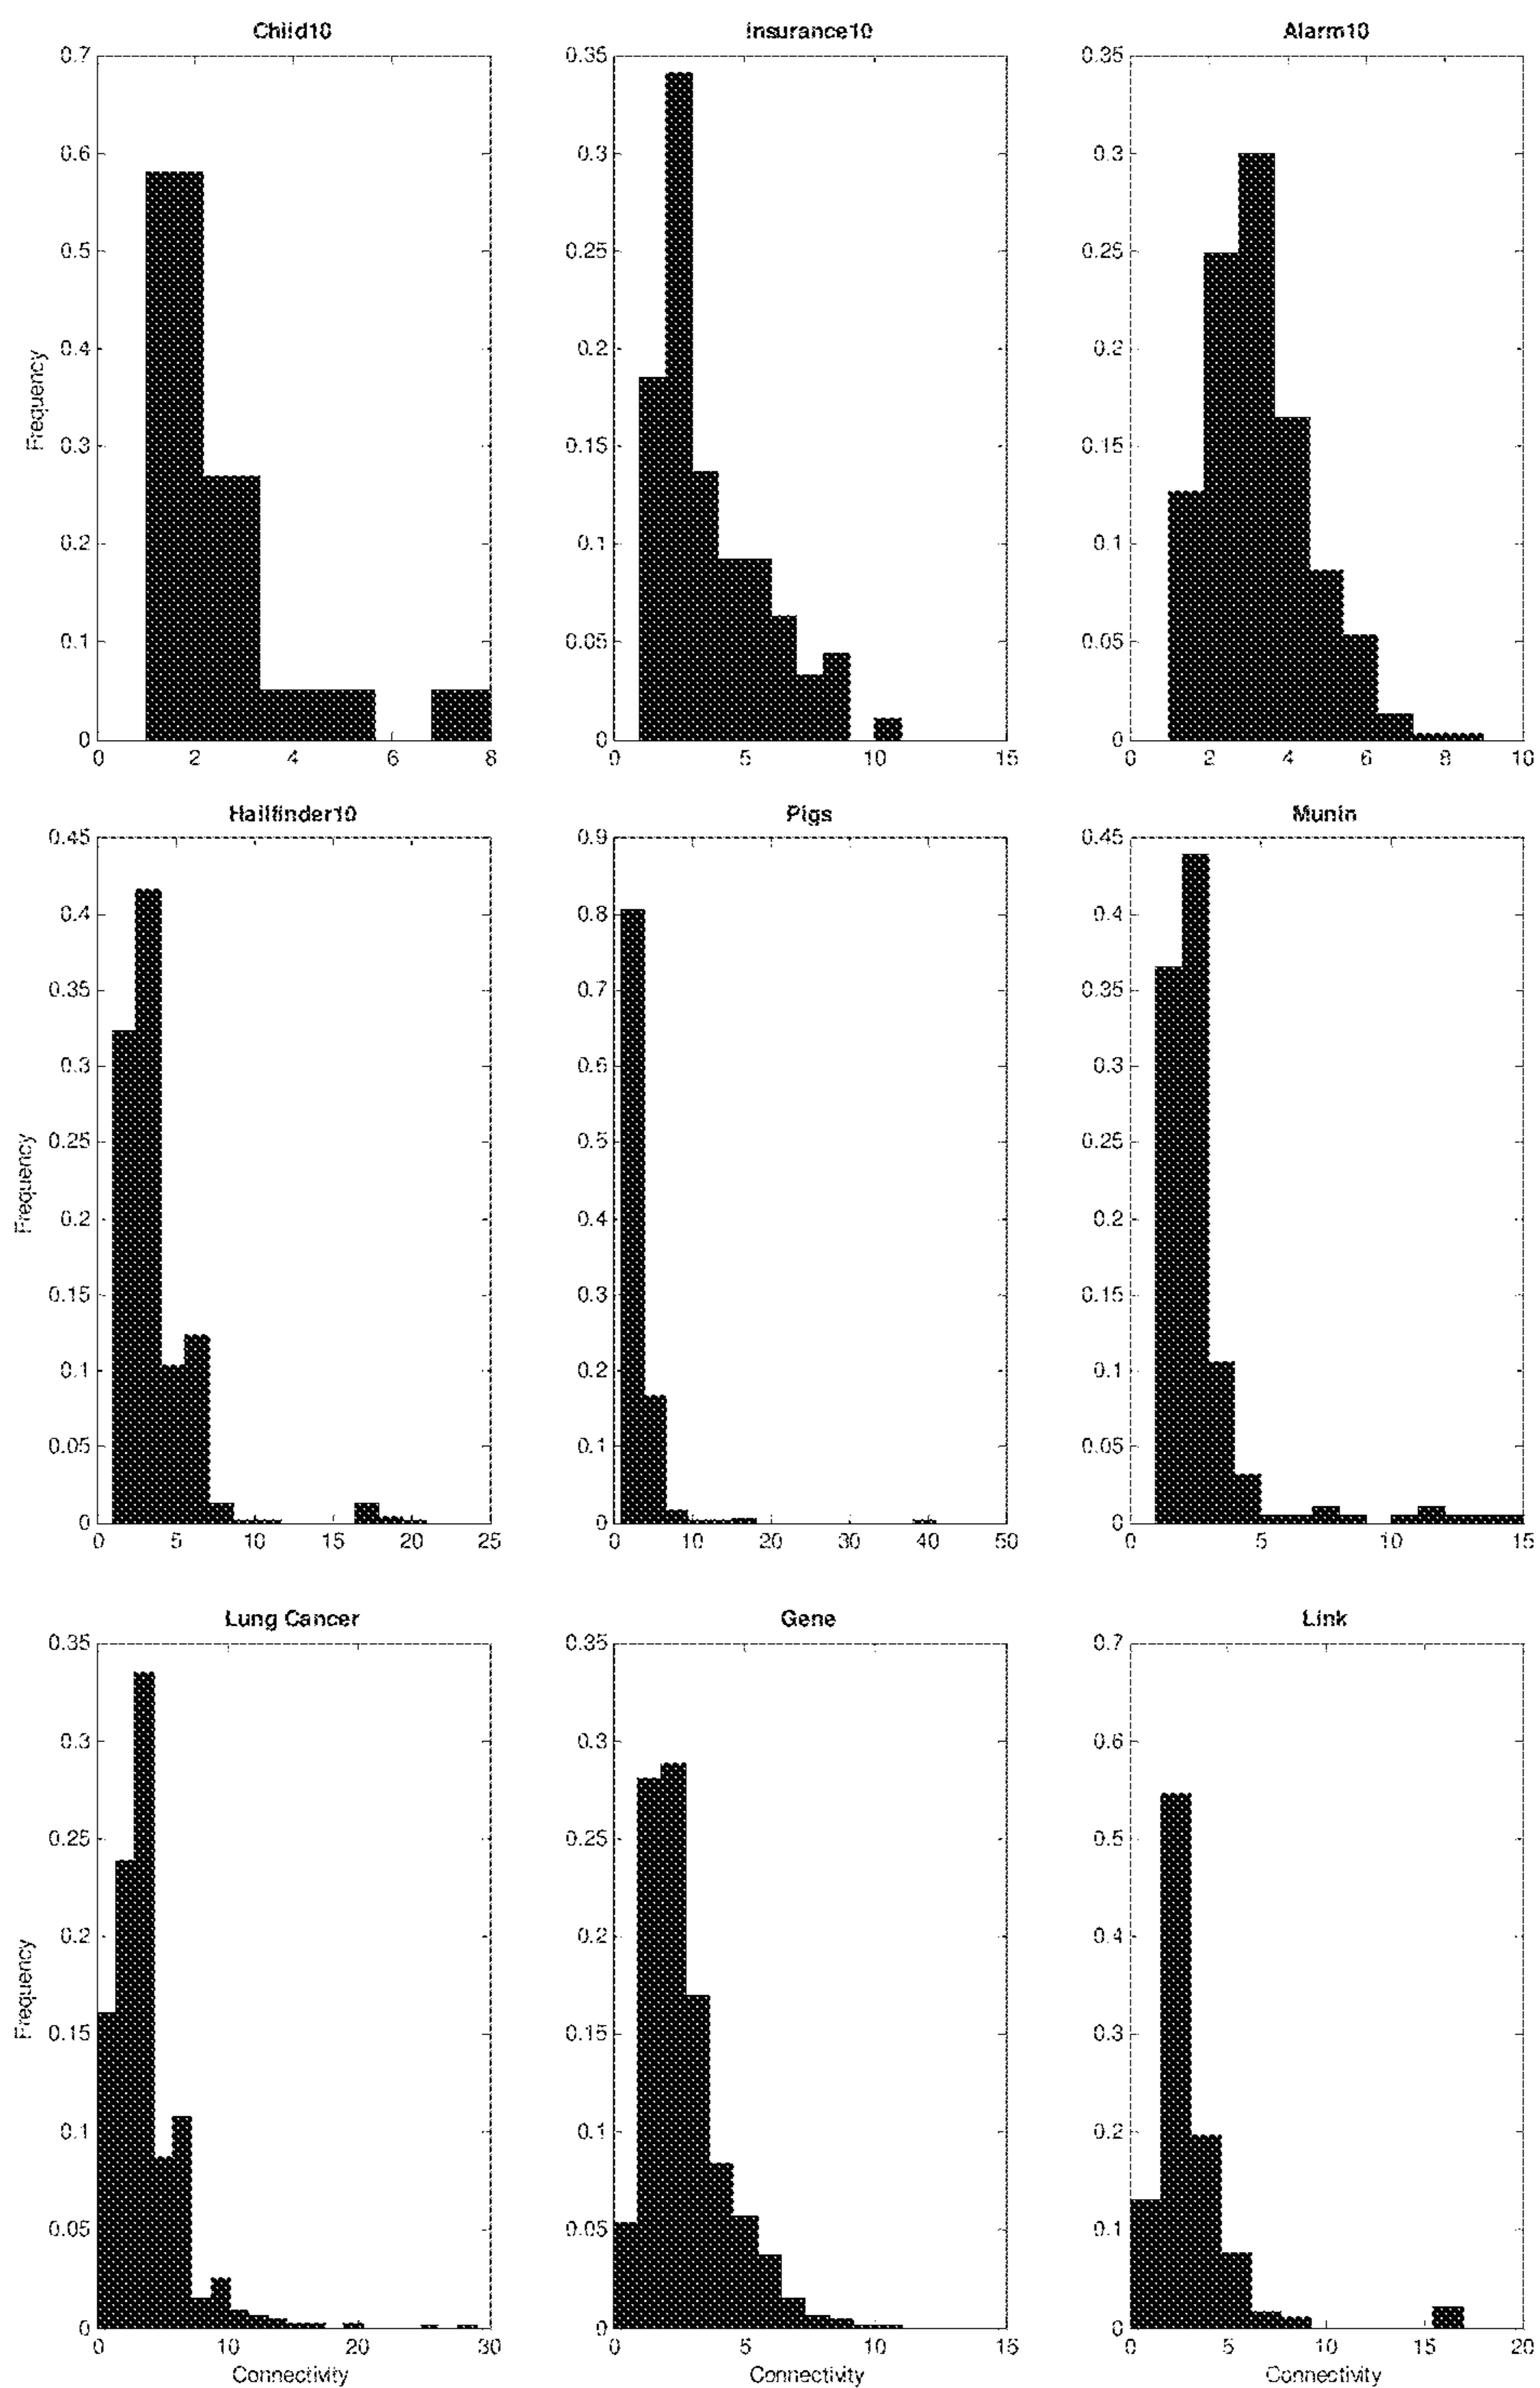 Child10 Insurance10 Alarm10
0.7 0.35 0.35
0.6 0.3 0.3
0.5 0.25 0.25
0.4 0.2 0.2
Frequency
0.3 0.15 0.15
0.2 0.1 0.1
0.1 0.05 0.05
0 0 0
0 2 4 6 8 0 5 10 15 0 2 4 6 8 10
Hailfinder10 Pigs Munin
0.45 0.9 0.45
0.4 0.8 0.4
0.35 0.7 0.35
0.3 0.6 0.3
0.25 0.5 0.25
Frequency
0.2 0.4 0.2
0.15 0.3 0.15
0.1 0.2 0.1
0.05 0.1 0.05
0 0 0
0 5 10 15 20 25 0 10 20 30 40 50 0 5 10 15
Lung Cancer Gene Link
0.35 0.35 0.7
0.3 0.3 0.6
0.25 0.25 0.5
0.2 0.2 0.4
Frequency
0.15 0.15 0.3
0.1 0.1 0.2
0.05 0.05 0.1
0 0 0
0 10 20 30 0 5 10 15 0 5 10 15 20
Connectivity Connectivity Connectivity